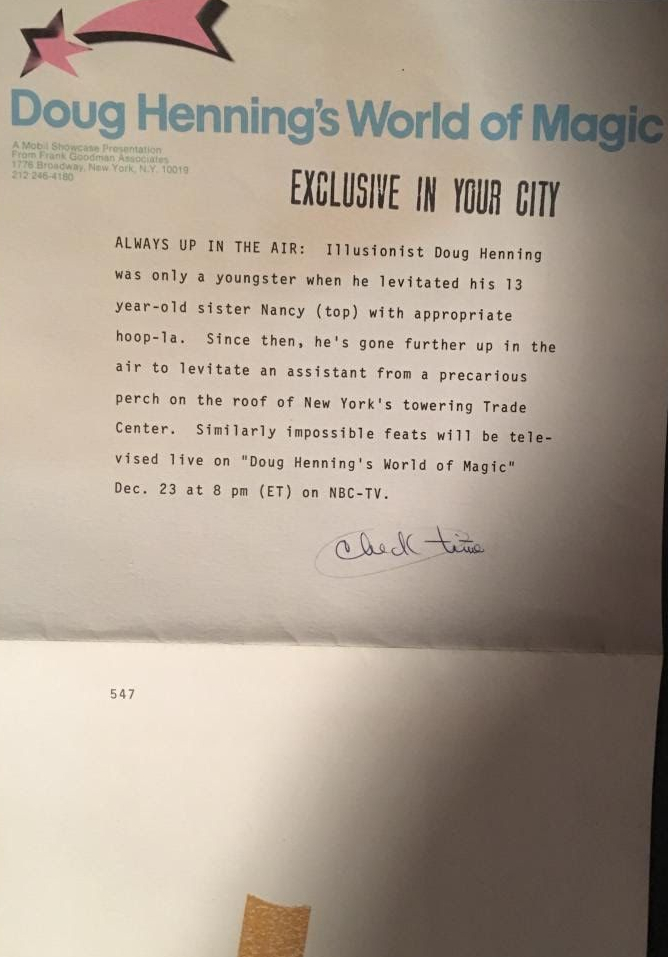 Doug Henning's World of Magic
A Mobil Showcase Presentation
From Frank Goodman Associates
1776 Broadway, New York, N.Y. 10019
212 246-4180
EXCLUSIVE IN YOUR CITY
ALWAYS UP IN THE AIR: Illusionist Doug Henning
was only a youngster when he levitated his 13
year-old sister Nancy (top) with appropriate
hoop-la. Since then, he's gone further up in the
air to levitate an assistant from a precarious
perch on the roof of New York's towering Trade
Center. Similarly impossible feats will be tele-
vised live on "Doug Henning's World of Magic"
Dec. 23 at 8 pm (ET) on NBC-TV.
Check time
547